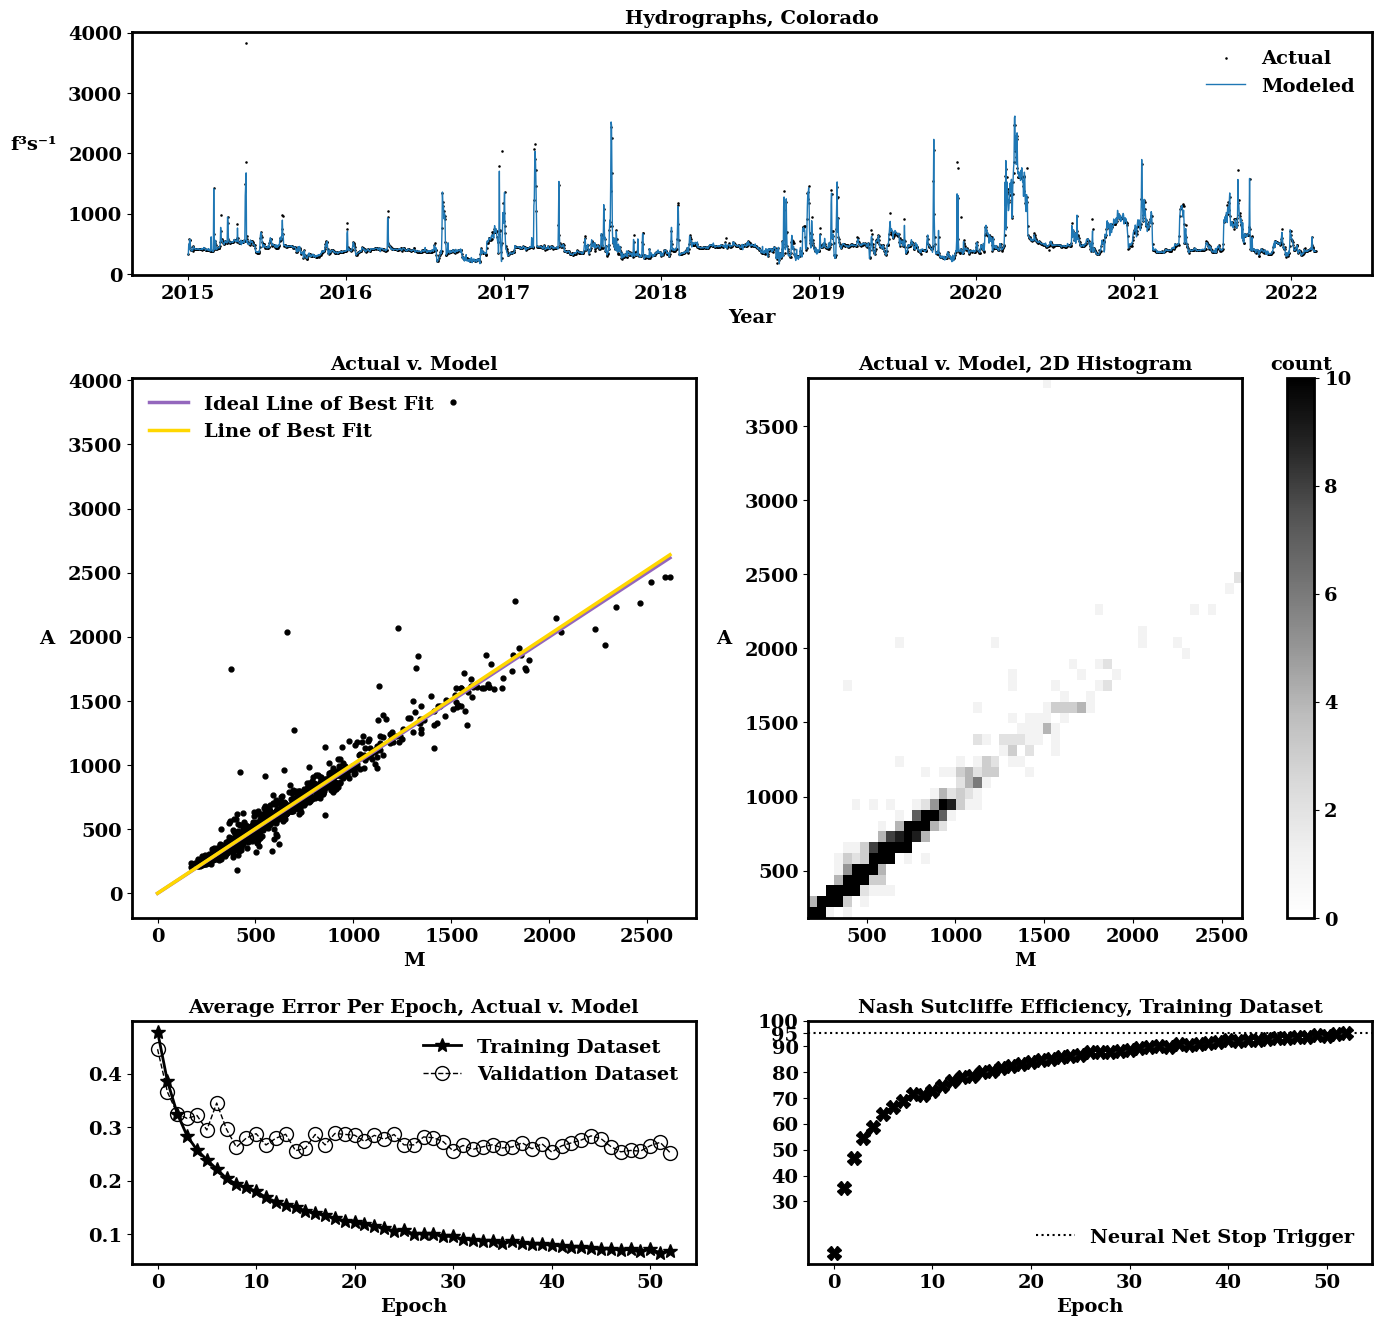 Hydrographs, Colorado
4000
3000
2000
1000
0
f³s⁻¹
Actual
Modeled
2015 2016 2017 2018 2019 2020 2021 2022
Year
Actual v. Model
4000
3500
3000
2500
2000
1500
1000
500
0
A
Ideal Line of Best Fit
Line of Best Fit
0 500 1000 1500 2000 2500
M
Actual v. Model, 2D Histogram
3500
3000
2500
2000
1500
1000
500
A
500 1000 1500 2000 2500
M
count
10
8
6
4
2
0
Average Error Per Epoch, Actual v. Model
0.4
0.3
0.2
0.1
Training Dataset
Validation Dataset
0 10 20 30 40 50
Epoch
Nash Sutcliffe Efficiency, Training Dataset
100
95
90
80
70
60
50
40
30
Neural Net Stop Trigger
0 10 20 30 40 50
Epoch